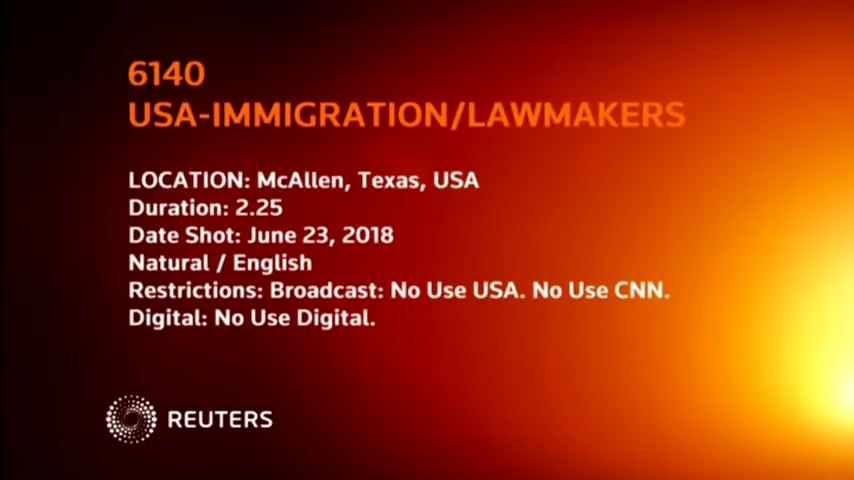 6140
USA-IMMIGRATION/LAWMAKERS
LOCATION: McAllen, Texas, USA
Duration: 2.25
Date Shot: June 23, 2018
Natural / English
Restrictions: Broadcast: No Use USA. No Use CNN.
Digital: No Use Digital.
REUTERS